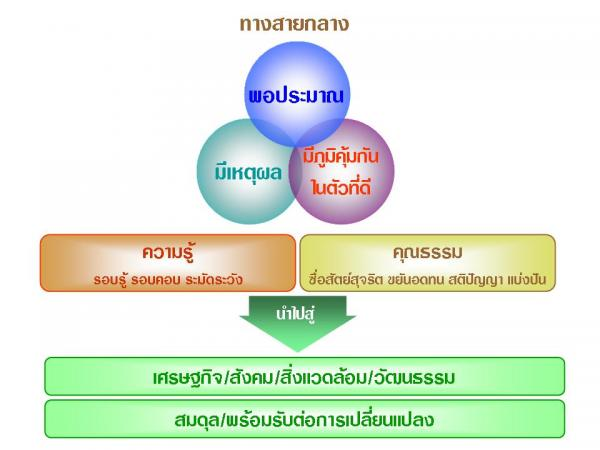 ทางสายกลาง
พอประมาณ
มีเหตุผล
มีภูมิคุ้มกัน
ในตัวที่ดี
ความรู้
รอบรู้ รอบคอบ ระมัดระวัง
คุณธรรม
ซื่อสัตย์สุจริต ขยันอดทน สติปัญญา แบ่งปัน
นำไปสู่
เศรษฐกิจ/สังคม/สิ่งแวดล้อม/วัฒนธรรม
สมดุล/พร้อมรับต่อการเปลี่ยนแปลง